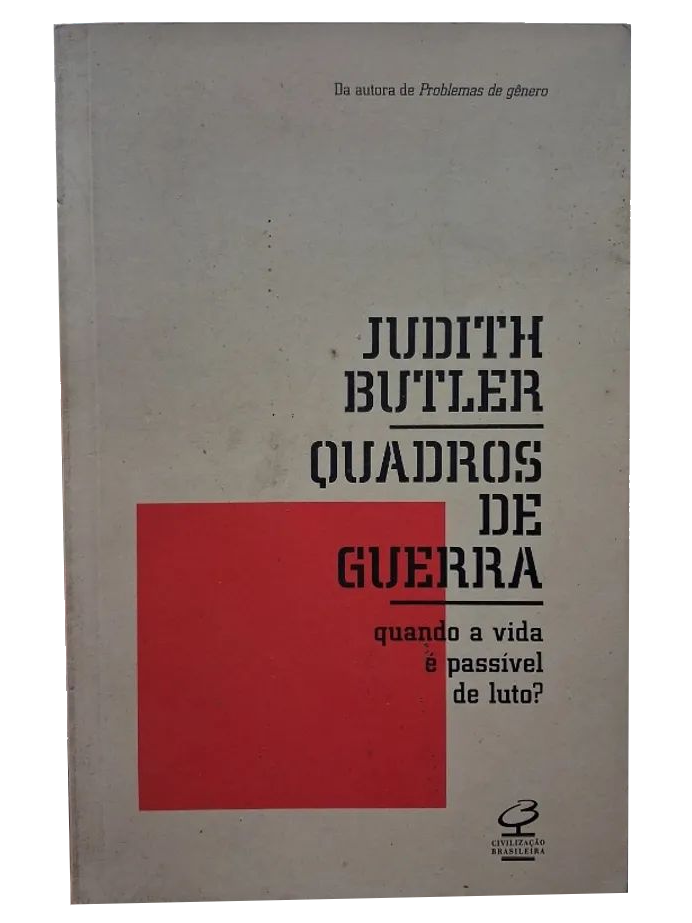 Da autora de Problemas de gênero
JUDITH
BUTLER
QUADROS
DE
GUERRA
quando a vida
é passível
de luto?
CIVILIZAÇÃO
BRASILEIRA